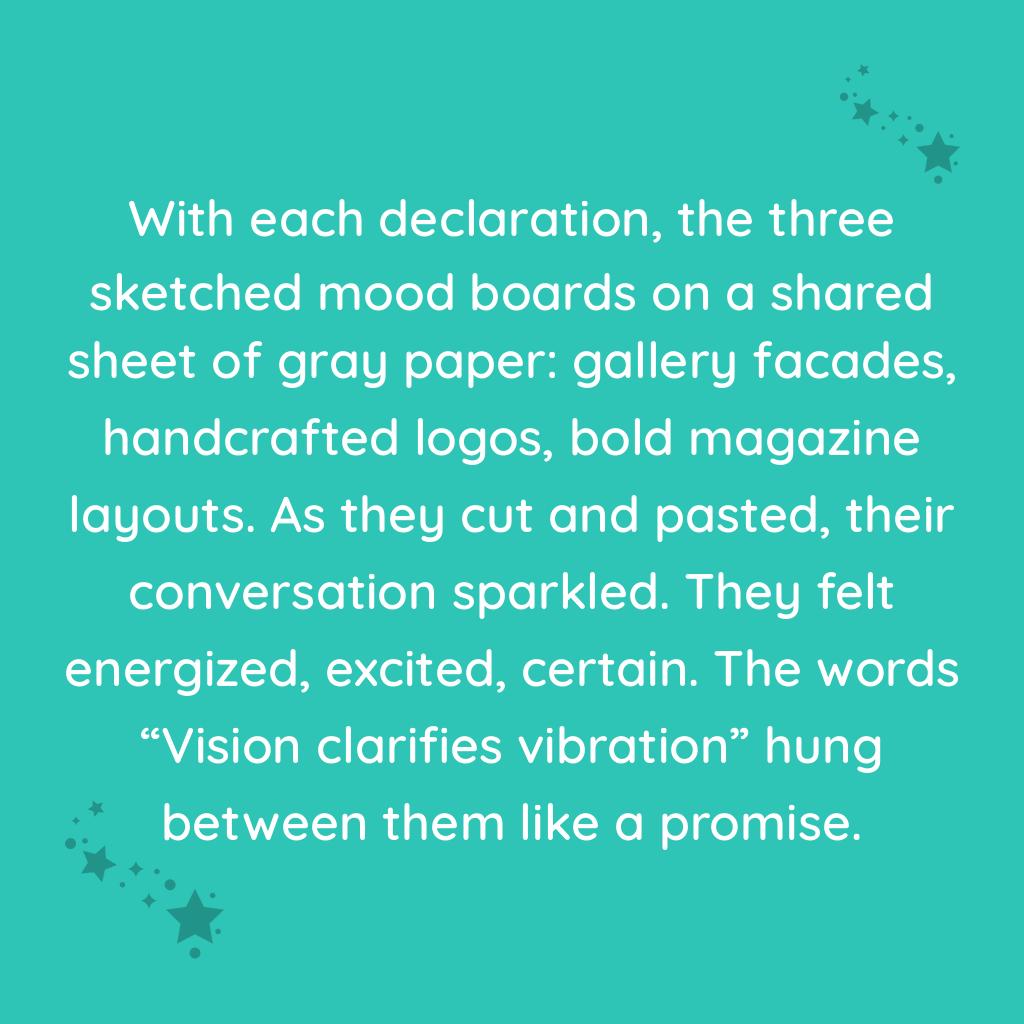 With each declaration, the three
sketched mood boards on a shared
sheet of gray paper: gallery facades,
handcrafted logos, bold magazine
layouts. As they cut and pasted, their
conversation sparkled. They felt
energized, excited, certain. The words
“Vision clarifies vibration” hung
between them like a promise.